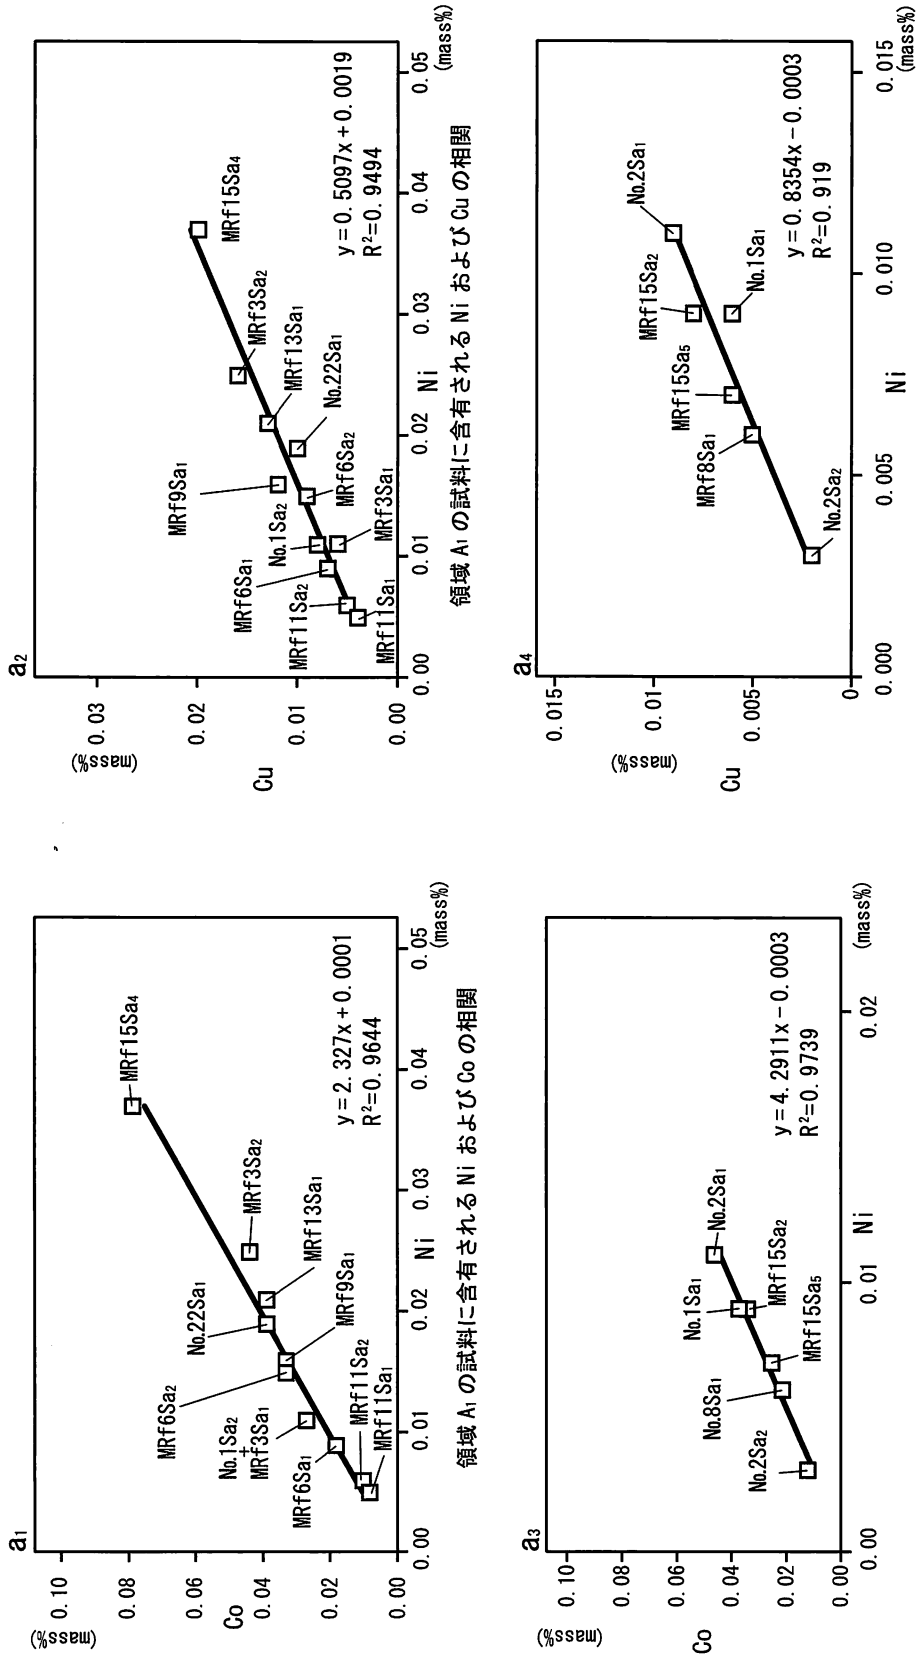 a1
(mass%)
0.10
0.08
0.06
Co
0.04
0.02
0.00
0.00
0.01
0.02
0.03
0.04
0.05
(mass%)
Ni
MRf15Sa4
MRf3Sa2
MRf13Sa1
No.22Sa1
MRf9Sa1
MRf6Sa2
No.1Sa2
+
MRf3Sa1
MRf6Sa1
MRf11Sa2
MRf11Sa1
y=2.327x+0.0001
R²=0.9644
領域 A1 の試料に含有される Ni および Co の相関
a2
(mass%)
0.03
0.02
Cu
0.01
0.00
0.00
0.01
0.02
0.03
0.04
0.05
(mass%)
Ni
MRf15Sa4
MRf3Sa2
MRf13Sa1
No.22Sa1
MRf9Sa1
MRf6Sa2
No.1Sa2
MRf3Sa1
MRf6Sa1
MRf11Sa2
MRf11Sa1
y=0.5097x+0.0019
R²=0.9494
領域 A1 の試料に含有される Ni および Cu の相関
a3
(mass%)
0.10
0.08
0.06
Co
0.04
0.02
0.00
0.00
0.01
0.02
(mass%)
Ni
No.2Sa1
No.1Sa1
MRf15Sa2
MRf15Sa5
No.8Sa1
No.2Sa2
y=4.2911x−0.0003
R²=0.9739
a4
(mass%)
0.015
0.01
Cu
0.005
0
0.000
0.005
0.010
0.015
(mass%)
Ni
No.2Sa1
MRf15Sa2
No.1Sa1
MRf15Sa5
MRf8Sa1
No.2Sa2
y=0.8354x−0.0003
R²=0.919